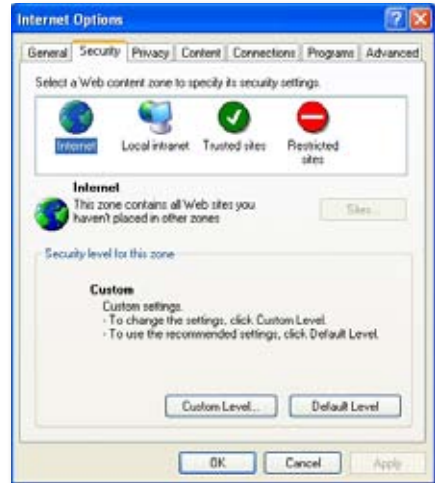 Internet Options
General Security Privacy Content Connections Programs Advanced
Select a Web content zone to specify its security settings.
Internet Local intranet Trusted sites Restricted sites
Internet
This zone contains all Web sites you haven't placed in other zones
Sites...
Security level for this zone
Custom
Custom settings.
- To change the settings, click Custom Level.
- To use the recommended settings, click Default Level.
Custom Level... Default Level
OK Cancel Apply